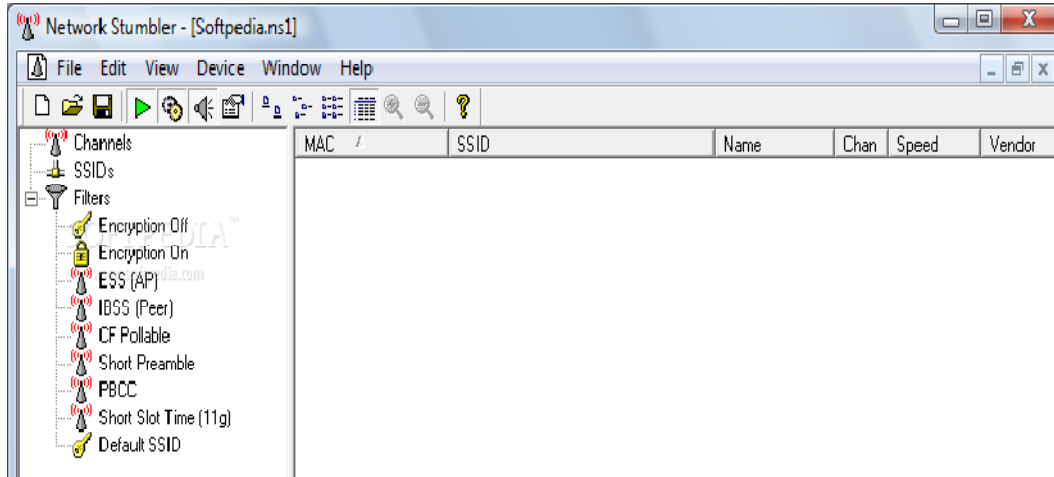 Network Stumbler - [Softpedia.ns1]
File Edit View Device Window Help
Channels
SSIDs
Filters
Encryption Off
Encryption On
ESS (AP)
IBSS (Peer)
CF Pollable
Short Preamble
PBCC
Short Slot Time (11g)
Default SSID
MAC SSID Name Chan Speed Vendor
SOFTPEDIA™